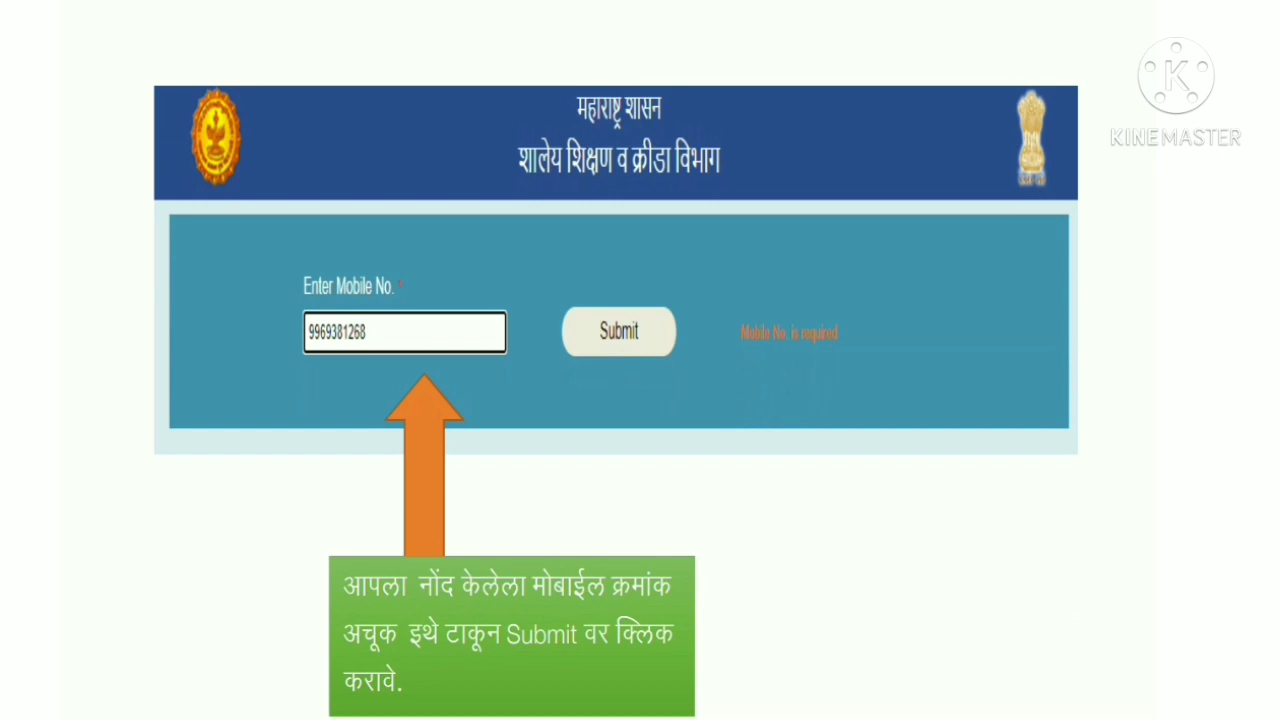 महाराष्ट्र शासन
शालेय शिक्षण व क्रीडा विभाग
KINEMASTER
Enter Mobile No. *
9969381268
Submit
Mobile No. is required
आपला नोंद केलेला मोबाईल क्रमांक
अचूक इथे टाकून Submit वर क्लिक
करावे.